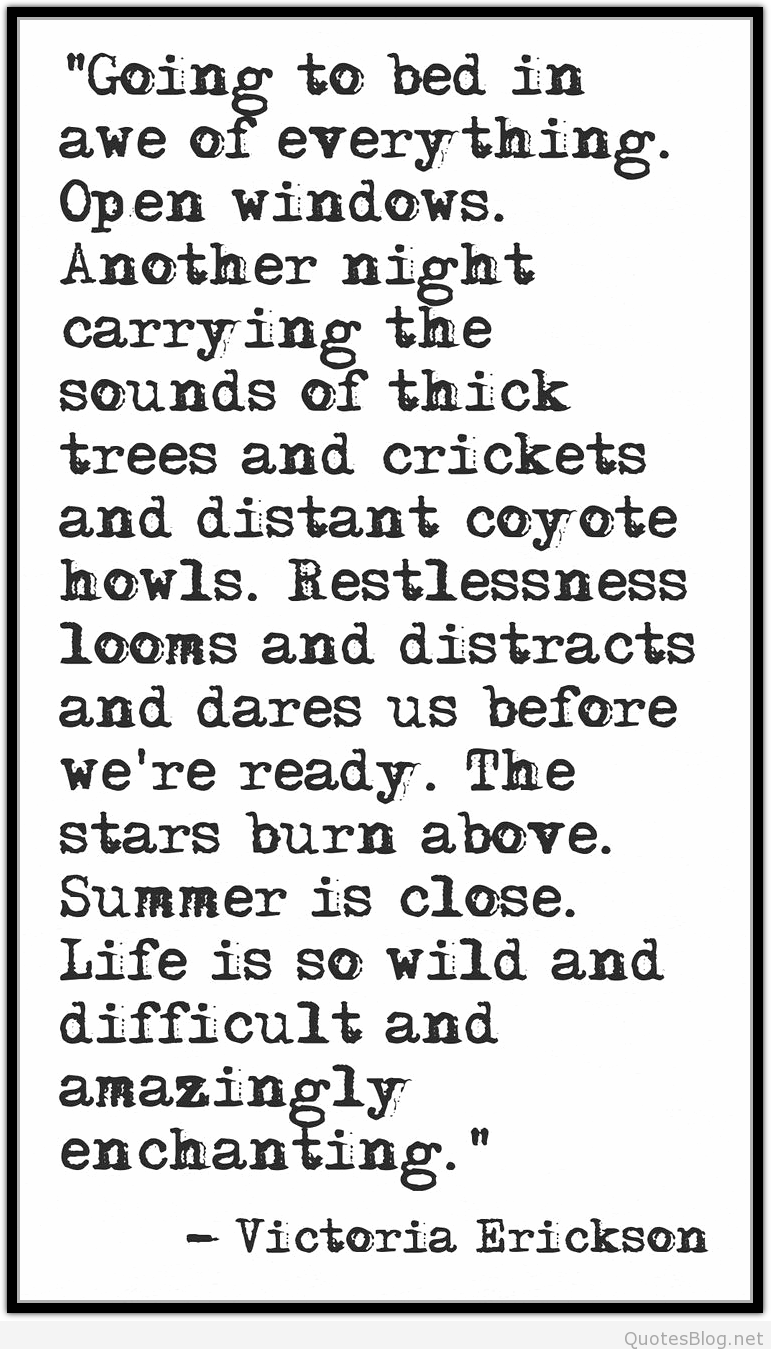 "Going to bed in
awe of everything.
Open windows.
Another night
carrying the
sounds of thick
trees and crickets
and distant coyote
howls. Restlessness
looms and distracts
and dares us before
we're ready. The
stars burn above.
Summer is close.
Life is so wild and
difficult and
amazingly
enchanting."
- Victoria Erickson
QuotesBlog.net